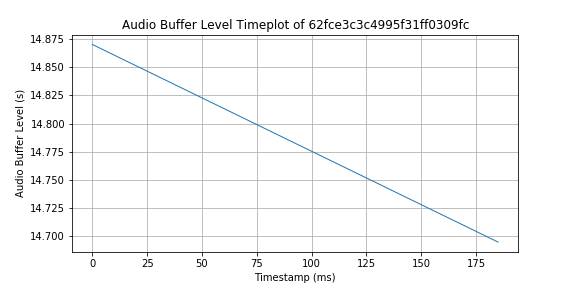 Audio Buffer Level Timeplot of 62fce3c3c4995f31ff0309fc
14.875
14.850
14.825
14.800
14.775
14.750
14.725
14.700
Audio Buffer Level (s)
0 25 50 75 100 125 150 175
Timestamp (ms)